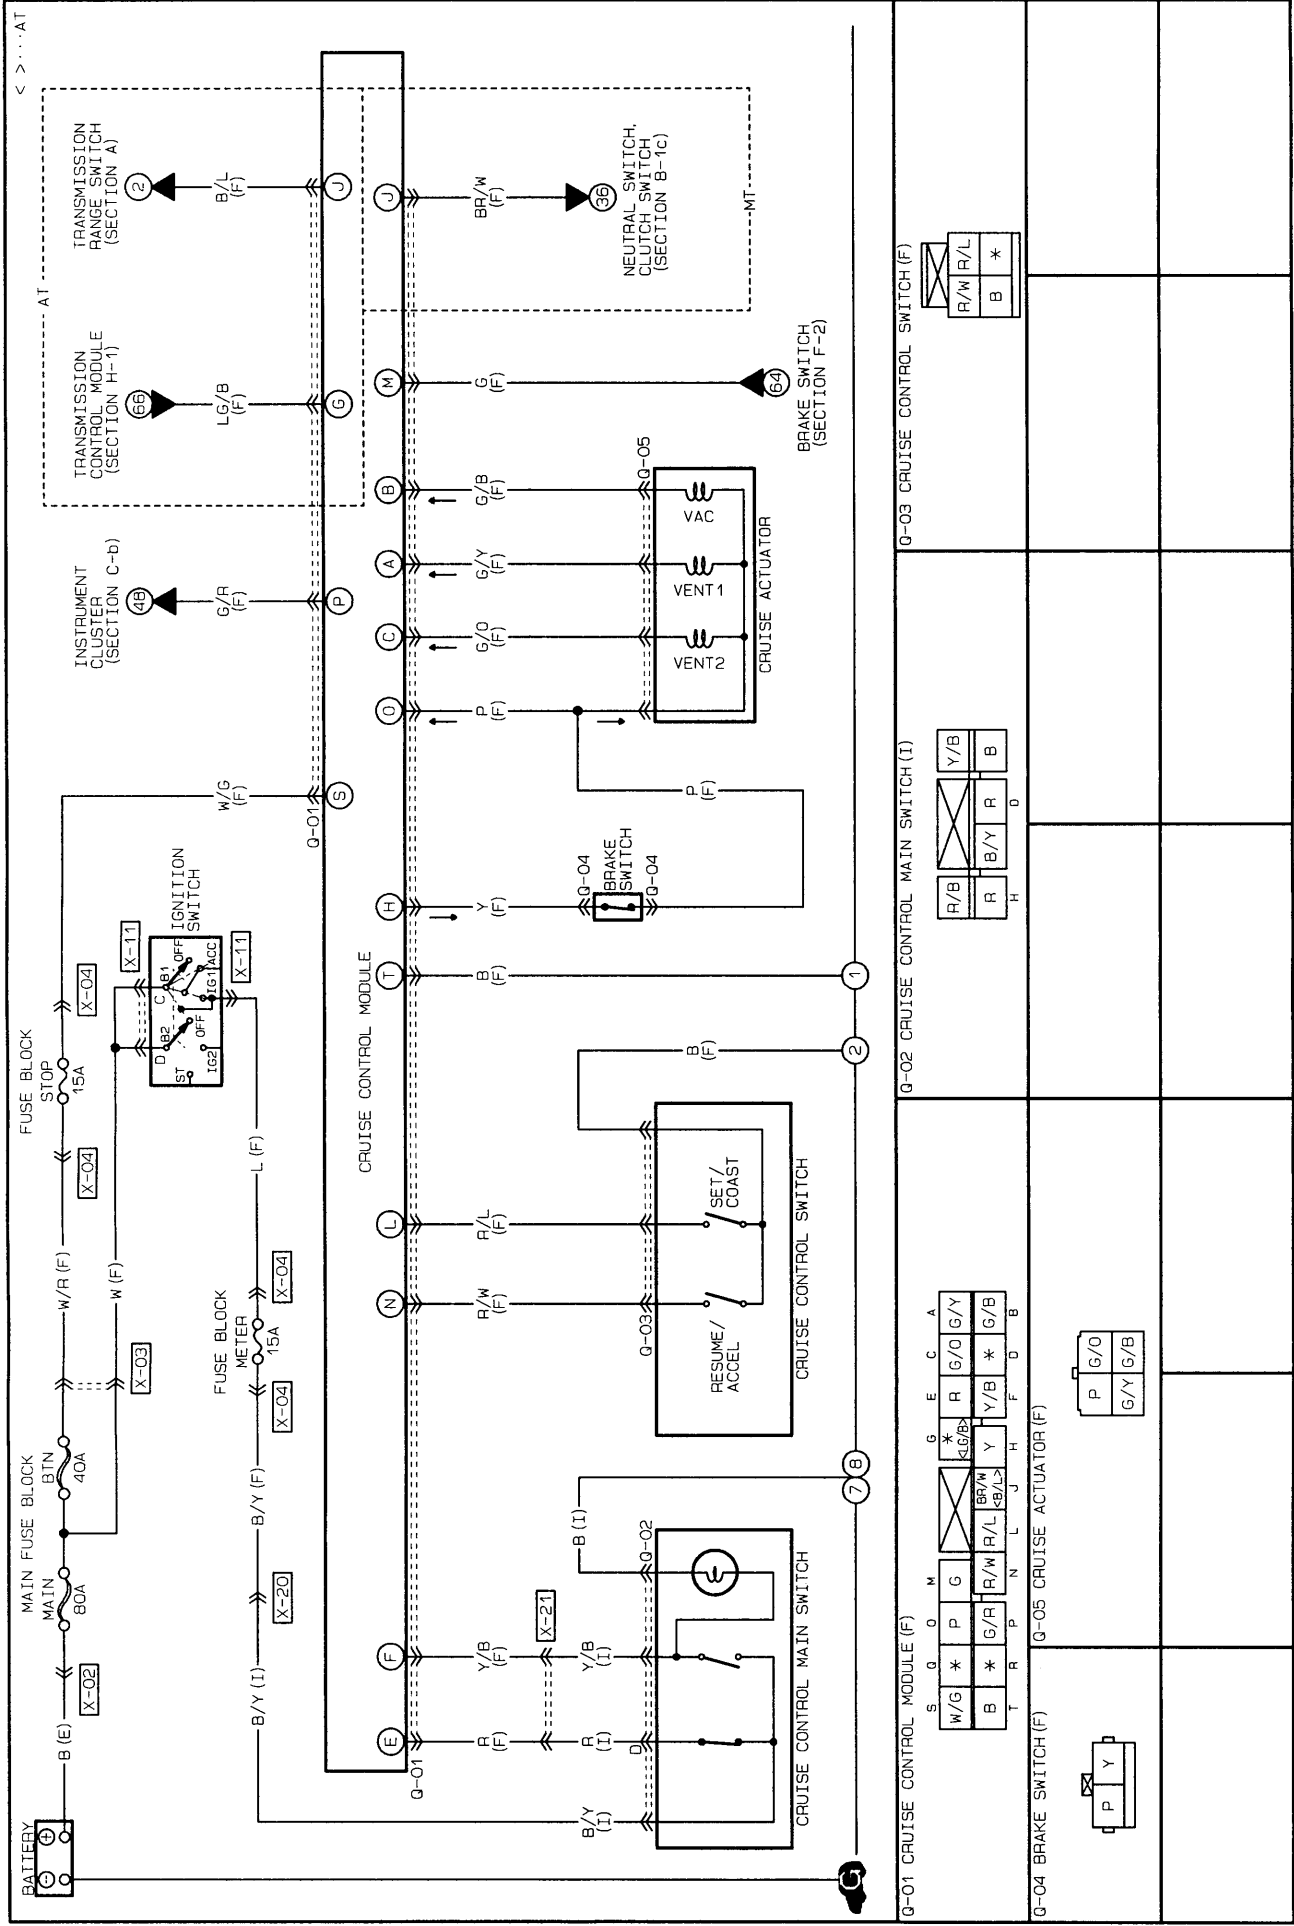 < >・・・AT
BATTERY
B (E)
X-02
MAIN FUSE BLOCK
MAIN
80A
BTN
40A
X-03
W/R (F)
W (F)
X-04
FUSE BLOCK
STOP
15A
X-04
X-11
IGNITION
SWITCH
C
B1
OFF
ACC
IG1
D
B2
OFF
ST
IG2
X-11
L (F)
X-04
FUSE BLOCK
METER
15A
X-04
B/Y (F)
X-20
B/Y (I)
W/G
(F)
Q-01
S
INSTRUMENT
CLUSTER
(SECTION C-b)
48
G/R
(F)
P
AT
TRANSMISSION
CONTROL MODULE
(SECTION H-1)
66
LG/B
(F)
G
TRANSMISSION
RANGE SWITCH
(SECTION A)
2
B/L
(F)
J
CRUISE CONTROL MODULE
Q-01
E
F
N
L
T
H
O
C
A
B
M
J
R
(F)
Y/B
(F)
X-21
R
(I)
Y/B
(I)
B/Y
(I)
D
Q-02
B (I)
CRUISE CONTROL MAIN SWITCH
7
8
R/W
(F)
R/L
(F)
Q-03
RESUME/
ACCEL
SET/
COAST
CRUISE CONTROL SWITCH
B
(F)
2
B
(F)
1
Y
(F)
Q-04
BRAKE
SWITCH
Q-04
P
(F)
P
(F)
G/O
(F)
G/Y
(F)
G/B
(F)
Q-05
VENT2
VENT1
VAC
CRUISE ACTUATOR
G
(F)
64
BRAKE SWITCH
(SECTION F-2)
BR/W
(F)
36
NEUTRAL SWITCH,
CLUTCH SWITCH
(SECTION B-1c)
MT
G
Q-01 CRUISE CONTROL MODULE (F)
S Q O M G E C A
W/G * P G * <LG/B> R G/O G/Y
B * G/R R/W R/L BR/W <B/L> Y Y/B * G/B
T R P N L J H F D B
Q-02 CRUISE CONTROL MAIN SWITCH (I)
R/B Y/B
R B/Y R B
H D
Q-03 CRUISE CONTROL SWITCH (F)
R/W R/L
B *
Q-04 BRAKE SWITCH (F)
P Y
Q-05 CRUISE ACTUATOR (F)
P G/O
G/Y G/B